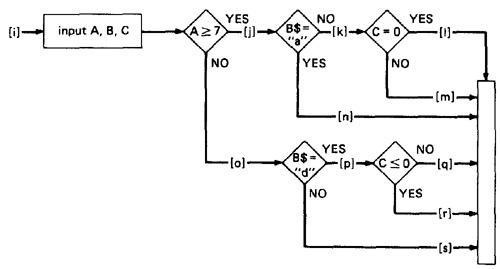 YES NO YES
[i] input A, B, C A ≥ 7 [j] B$ = "a" [k] C = 0 [l]
NO YES NO
[m]
[n]
YES NO
[o] B$ = "d" [p] C ≤ 0 [q]
NO YES
[r]
[s]